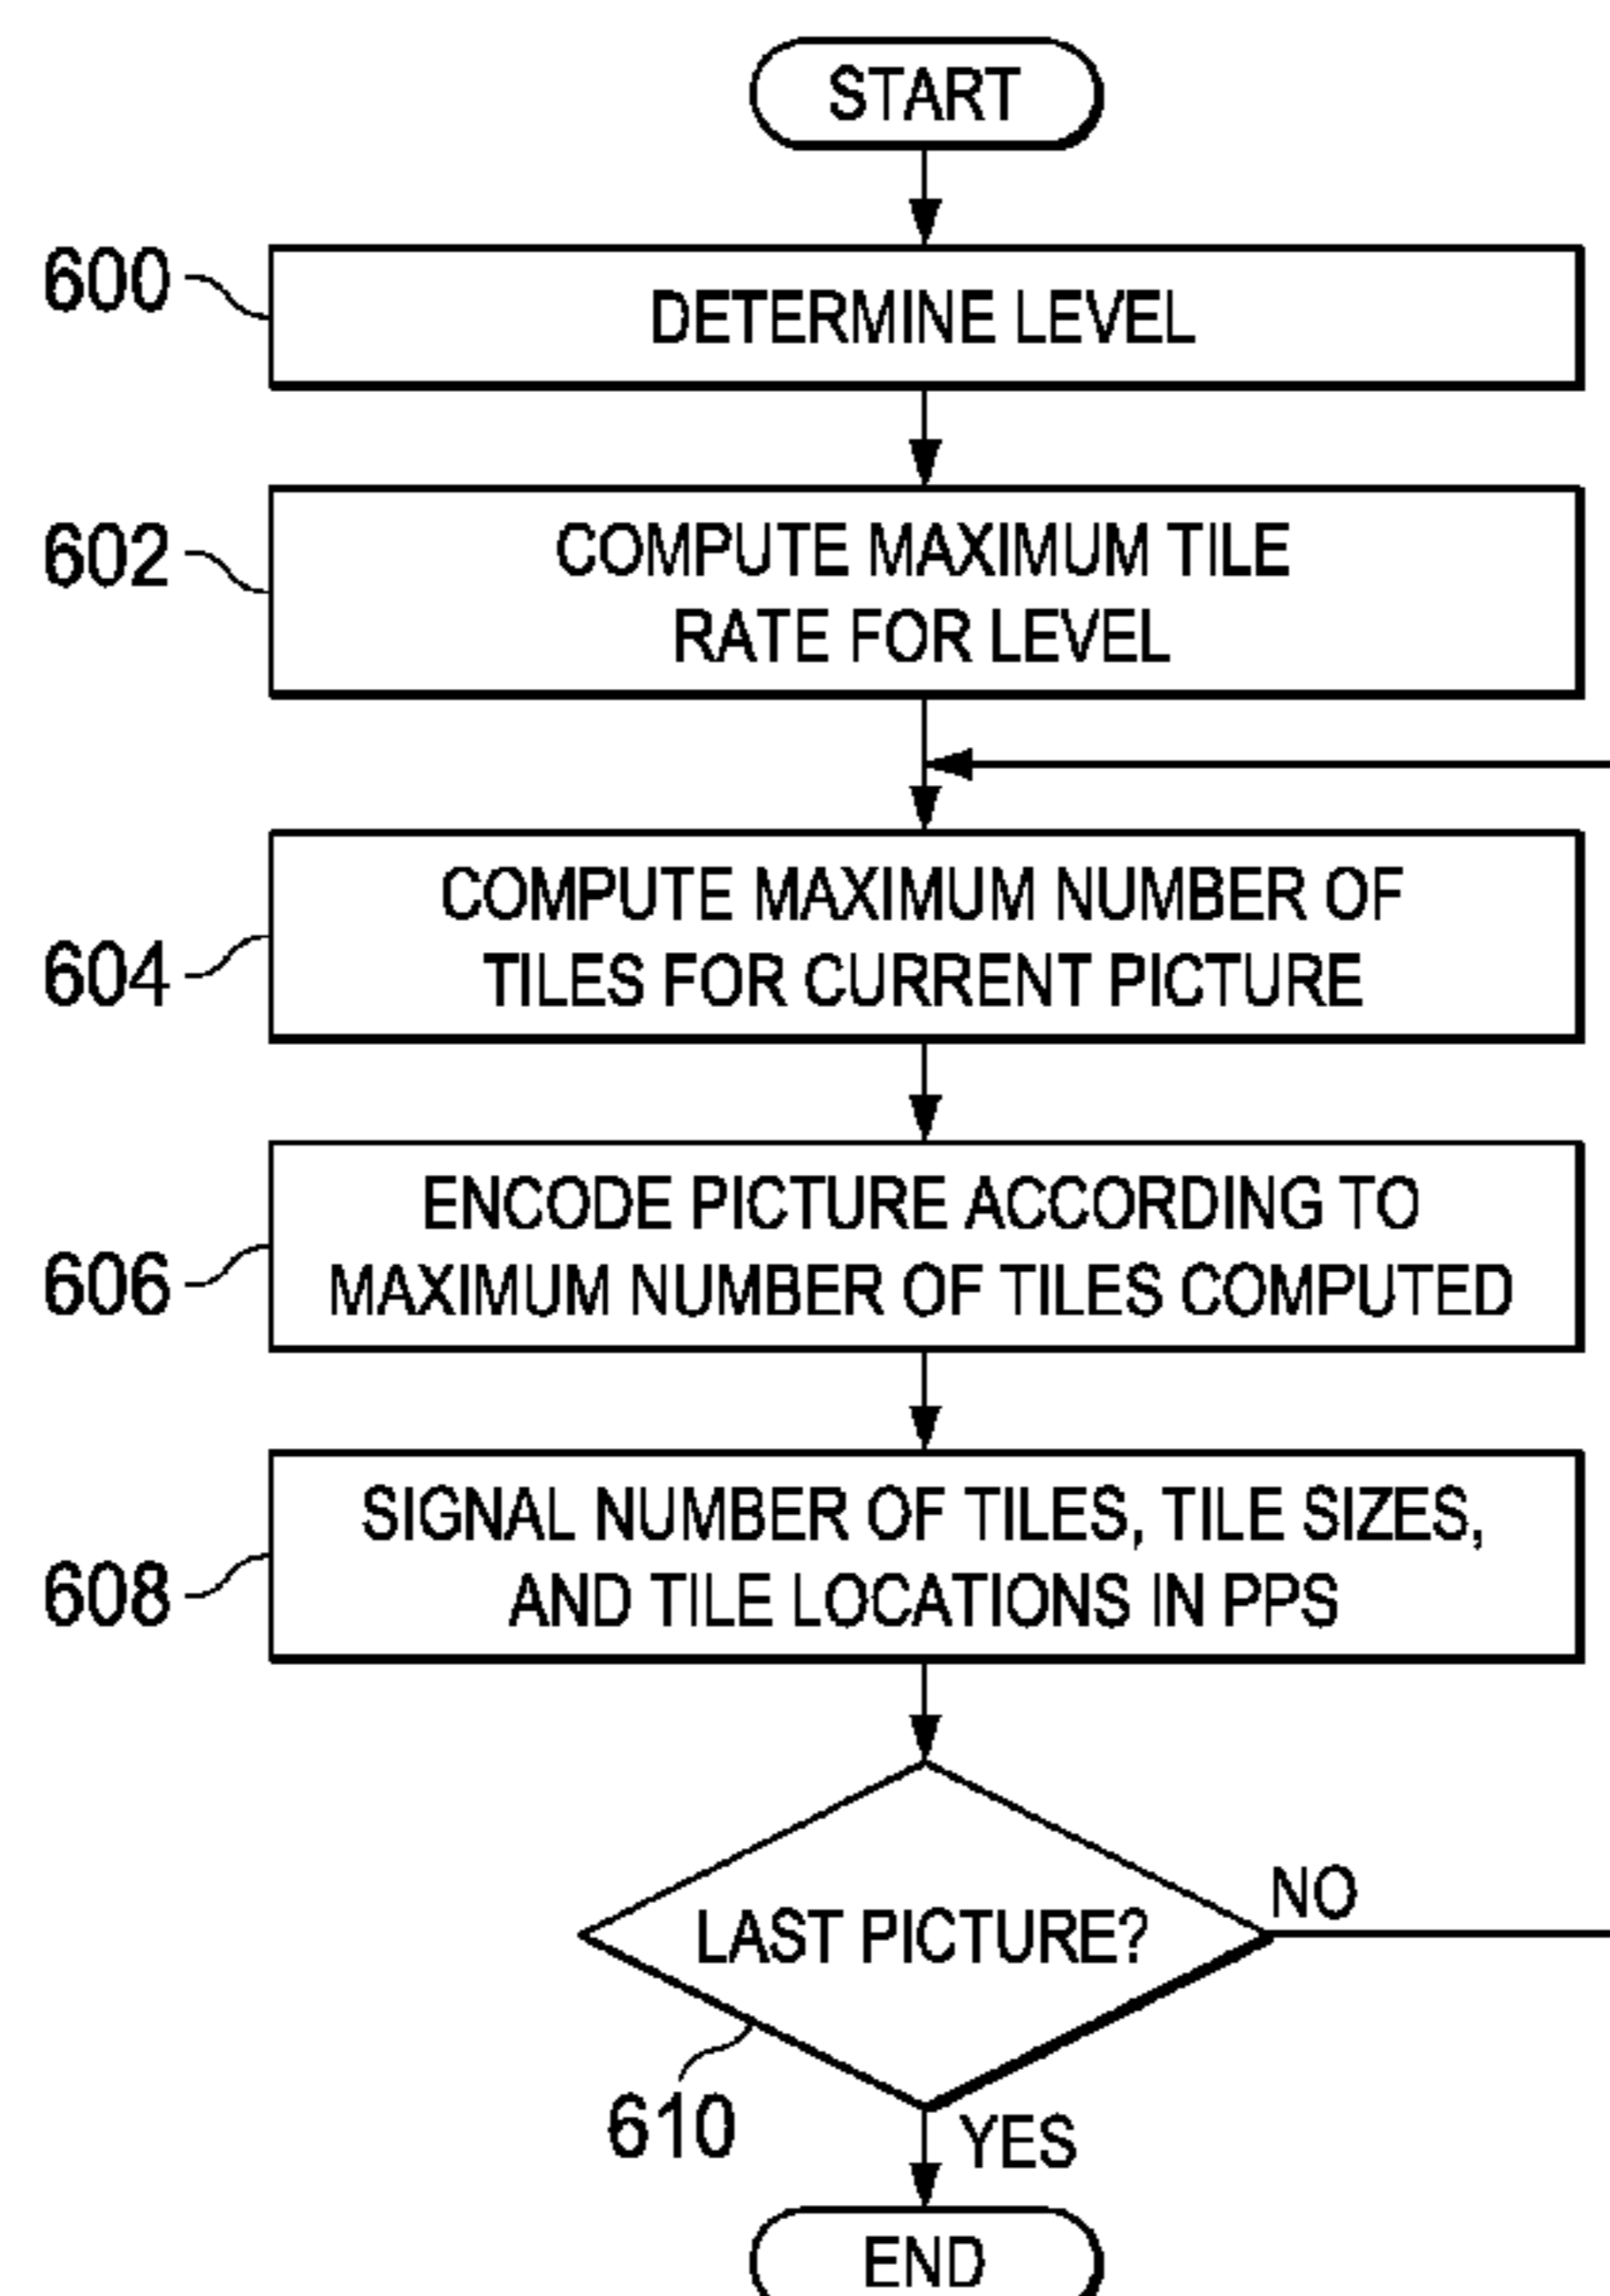 START
600
DETERMINE LEVEL
602
COMPUTE MAXIMUM TILE
RATE FOR LEVEL
604
COMPUTE MAXIMUM NUMBER OF
TILES FOR CURRENT PICTURE
606
ENCODE PICTURE ACCORDING TO
MAXIMUM NUMBER OF TILES COMPUTED
608
SIGNAL NUMBER OF TILES, TILE SIZES,
AND TILE LOCATIONS IN PPS
NO
LAST PICTURE?
610
YES
END